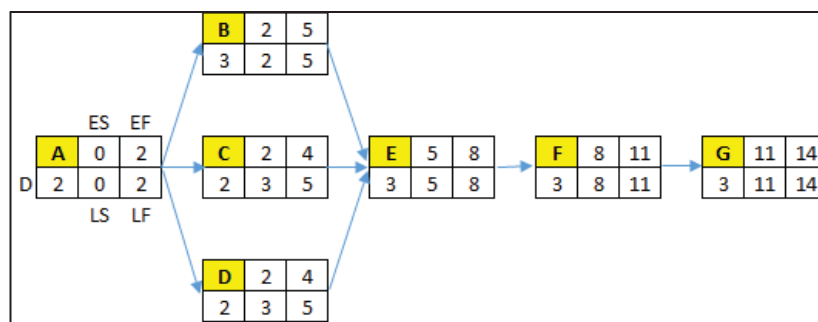 B 2 5
3 2 5
ES EF
A 0 2
D 2 0 2
LS LF
C 2 4
2 3 5
E 5 8
3 5 8
F 8 11
3 8 11
G 11 14
3 11 14
D 2 4
2 3 5